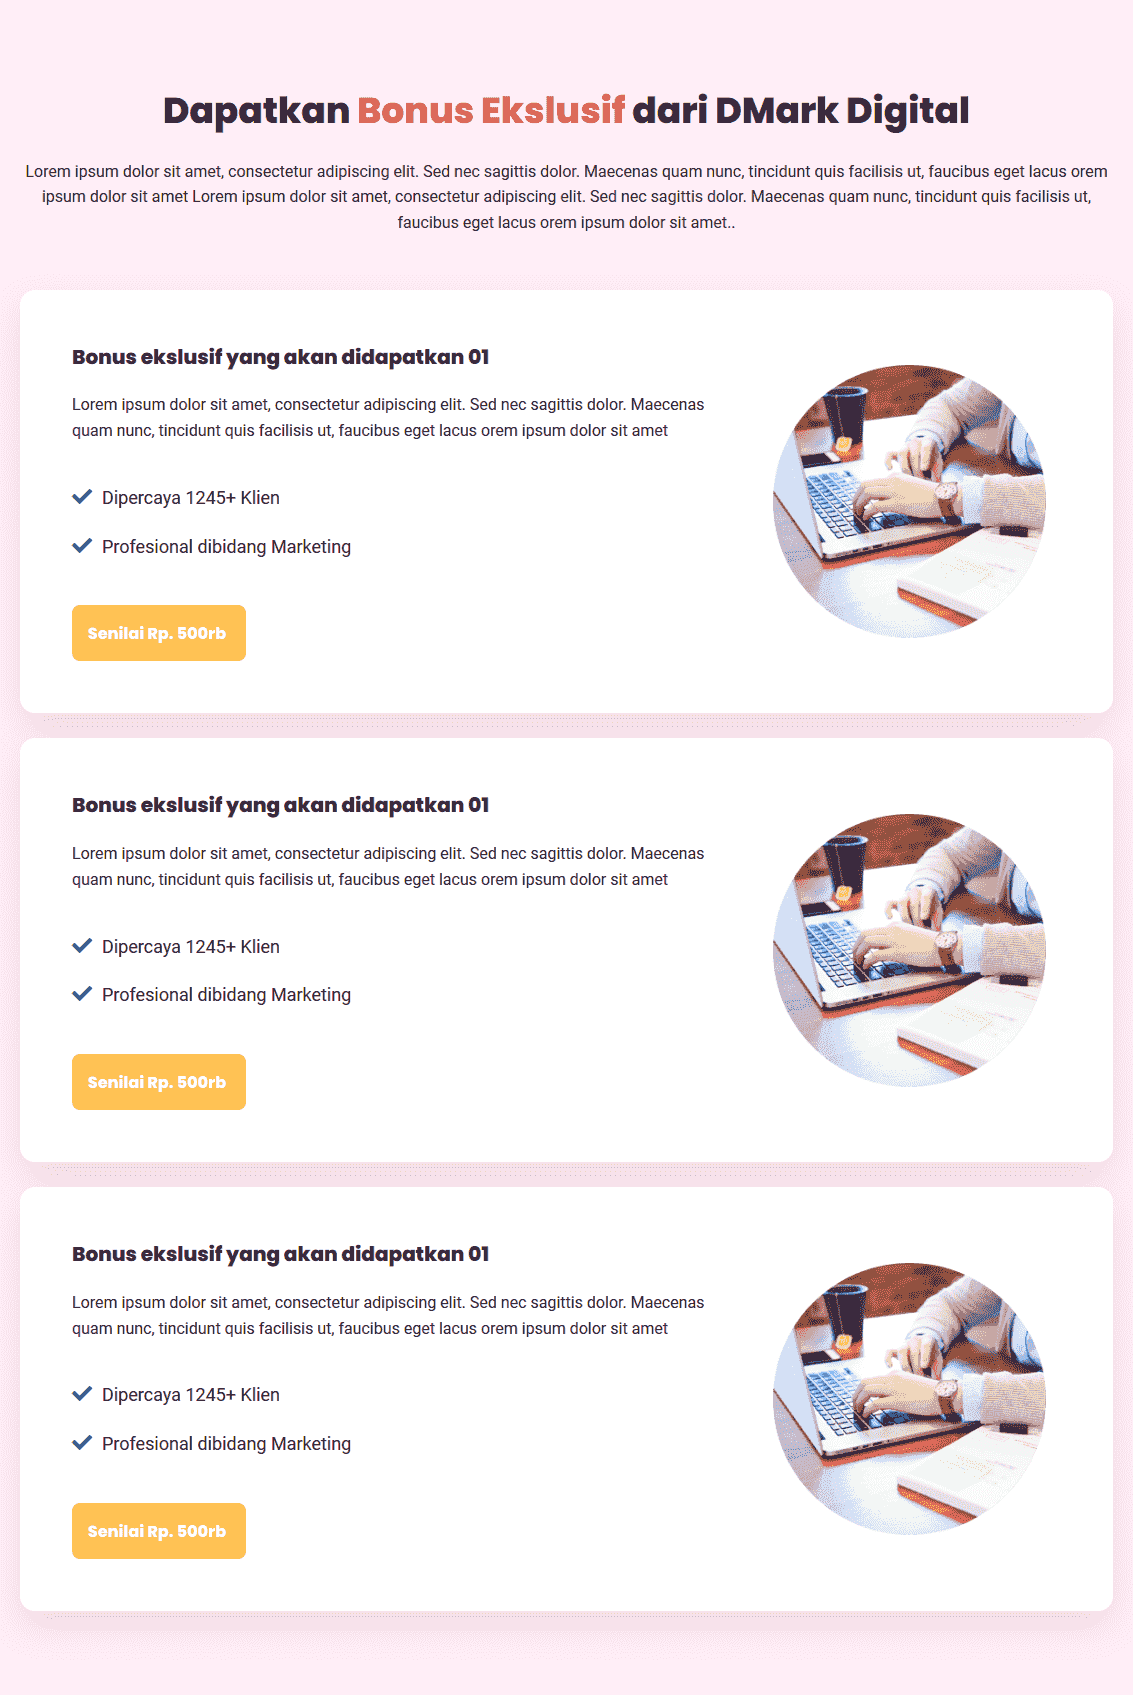 Dapatkan Bonus Ekslusif dari DMark Digital
Lorem ipsum dolor sit amet, consectetur adipiscing elit. Sed nec sagittis dolor. Maecenas quam nunc, tincidunt quis facilisis ut, faucibus eget lacus orem
ipsum dolor sit amet Lorem ipsum dolor sit amet, consectetur adipiscing elit. Sed nec sagittis dolor. Maecenas quam nunc, tincidunt quis facilisis ut,
faucibus eget lacus orem ipsum dolor sit amet..
Bonus ekslusif yang akan didapatkan 01
Lorem ipsum dolor sit amet, consectetur adipiscing elit. Sed nec sagittis dolor. Maecenas
quam nunc, tincidunt quis facilisis ut, faucibus eget lacus orem ipsum dolor sit amet
Dipercaya 1245+ Klien
Profesional dibidang Marketing
Senilai Rp. 500rb
Bonus ekslusif yang akan didapatkan 01
Lorem ipsum dolor sit amet, consectetur adipiscing elit. Sed nec sagittis dolor. Maecenas
quam nunc, tincidunt quis facilisis ut, faucibus eget lacus orem ipsum dolor sit amet
Dipercaya 1245+ Klien
Profesional dibidang Marketing
Senilai Rp. 500rb
Bonus ekslusif yang akan didapatkan 01
Lorem ipsum dolor sit amet, consectetur adipiscing elit. Sed nec sagittis dolor. Maecenas
quam nunc, tincidunt quis facilisis ut, faucibus eget lacus orem ipsum dolor sit amet
Dipercaya 1245+ Klien
Profesional dibidang Marketing
Senilai Rp. 500rb